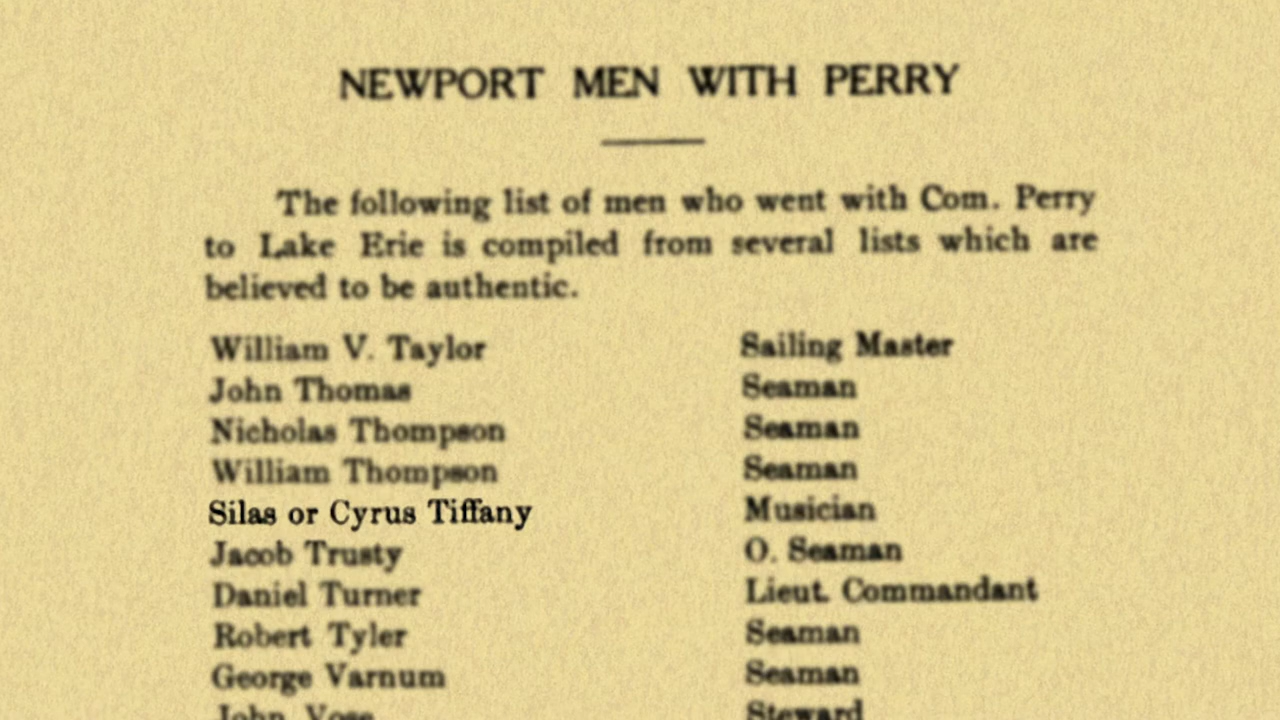 NEWPORT MEN WITH PERRY
The following list of men who went with Com. Perry
to Lake Erie is compiled from several lists which are
believed to be authentic.
William V. Taylor Sailing Master
John Thomas Seaman
Nicholas Thompson Seaman
William Thompson Seaman
Silas or Cyrus Tiffany Musician
Jacob Trusty O. Seaman
Daniel Turner Lieut. Commandant
Robert Tyler Seaman
George Varnum Seaman
John Vose Steward